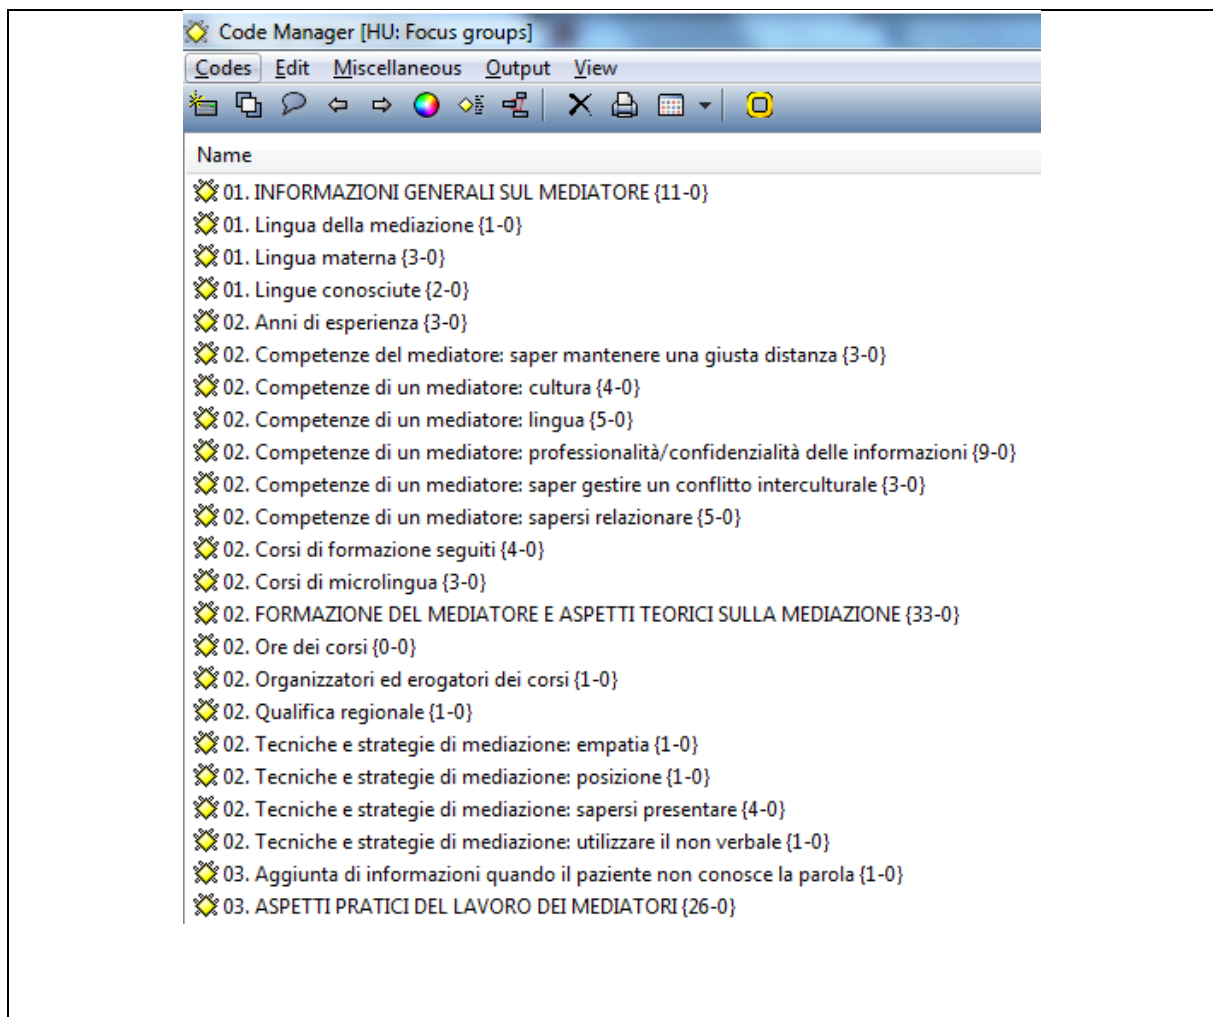 Code Manager [HU: Focus groups]
Codes Edit Miscellaneous Output View
Name
01. INFORMAZIONI GENERALI SUL MEDIATORE {11-0}
01. Lingua della mediazione {1-0}
01. Lingua materna {3-0}
01. Lingue conosciute {2-0}
02. Anni di esperienza {3-0}
02. Competenze del mediatore: saper mantenere una giusta distanza {3-0}
02. Competenze di un mediatore: cultura {4-0}
02. Competenze di un mediatore: lingua {5-0}
02. Competenze di un mediatore: professionalità/confidenzialità delle informazioni {9-0}
02. Competenze di un mediatore: saper gestire un conflitto interculturale {3-0}
02. Competenze di un mediatore: sapersi relazionare {5-0}
02. Corsi di formazione seguiti {4-0}
02. Corsi di microlingua {3-0}
02. FORMAZIONE DEL MEDIATORE E ASPETTI TEORICI SULLA MEDIAZIONE {33-0}
02. Ore dei corsi {0-0}
02. Organizzatori ed erogatori dei corsi {1-0}
02. Qualifica regionale {1-0}
02. Tecniche e strategie di mediazione: empatia {1-0}
02. Tecniche e strategie di mediazione: posizione {1-0}
02. Tecniche e strategie di mediazione: sapersi presentare {4-0}
02. Tecniche e strategie di mediazione: utilizzare il non verbale {1-0}
03. Aggiunta di informazioni quando il paziente non conosce la parola {1-0}
03. ASPETTI PRATICI DEL LAVORO DEI MEDIATORI {26-0}